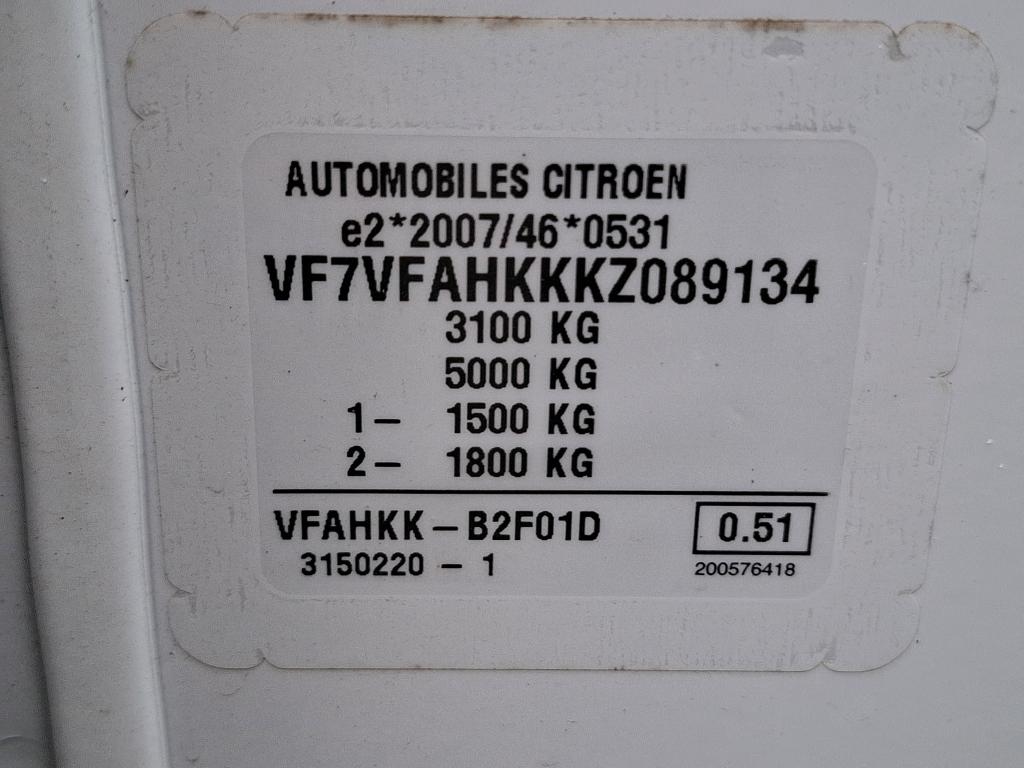 AUTOMOBILES CITROEN
e2*2007/46*0531
VF7VFAHKKKZ089134
3100 KG
5000 KG
1- 1500 KG
2- 1800 KG
VFAHKK-B2F01D 0.51
3150220 - 1 200576418